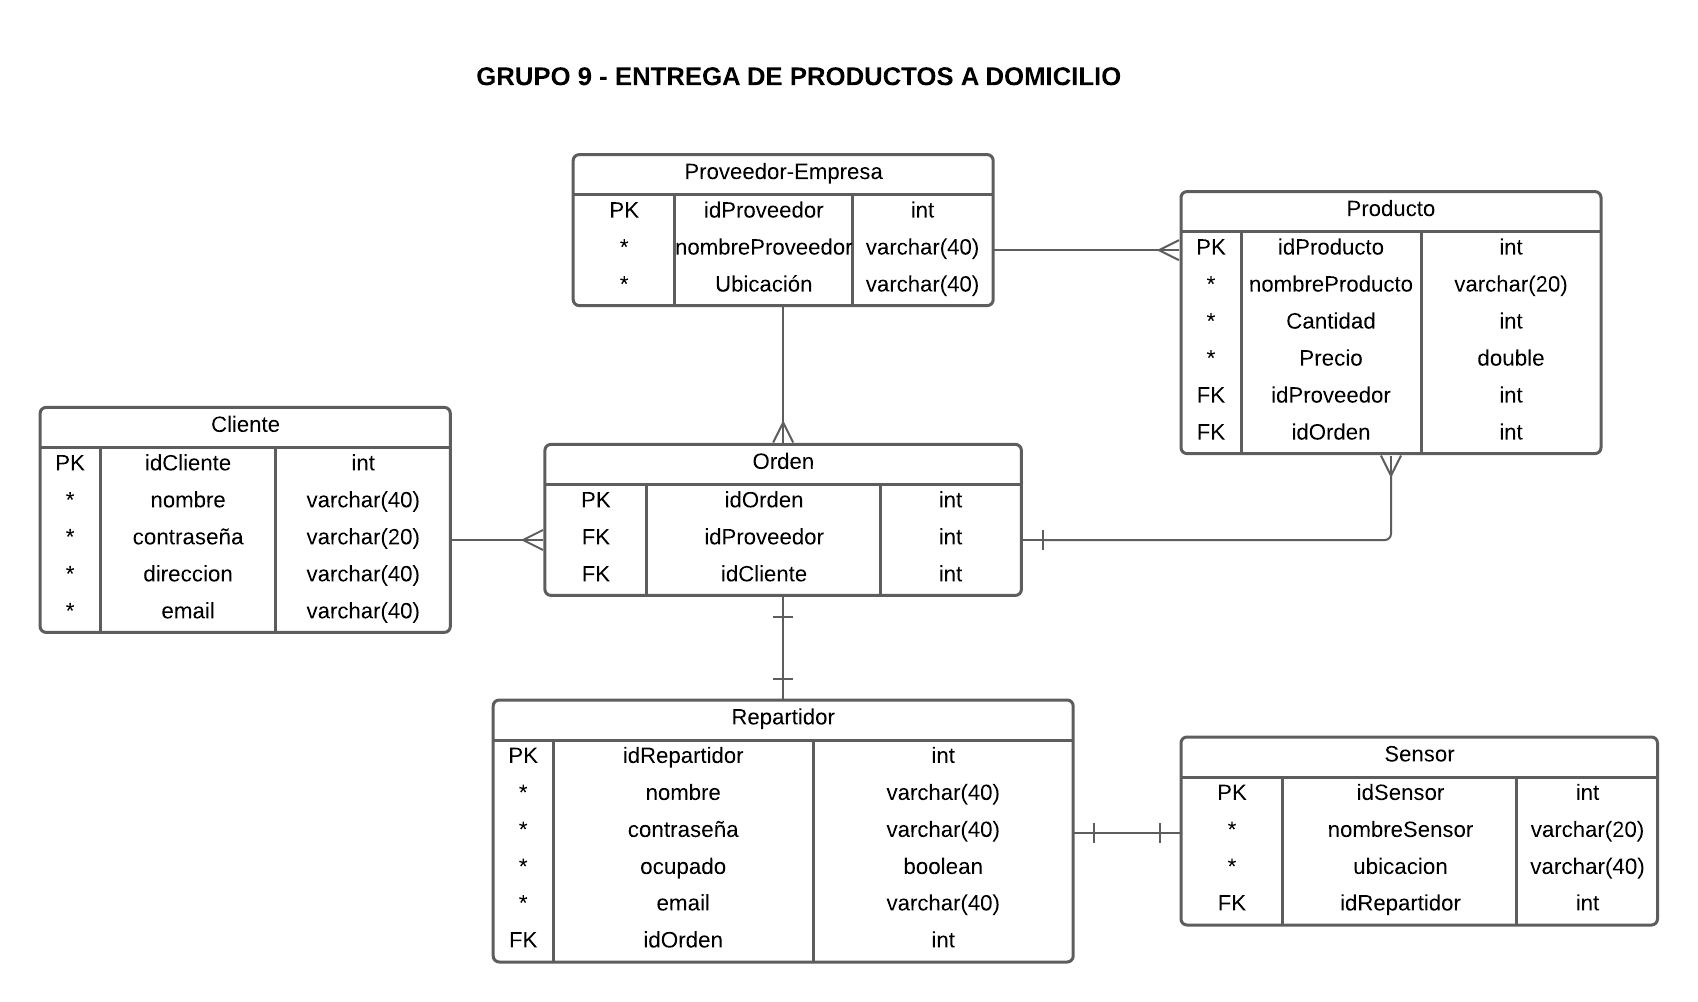 GRUPO 9 - ENTREGA DE PRODUCTOS A DOMICILIO
Proveedor-Empresa
PK idProveedor int
* nombreProveedor varchar(40)
* Ubicación varchar(40)
Producto
PK idProducto int
* nombreProducto varchar(20)
* Cantidad int
* Precio double
FK idProveedor int
FK idOrden int
Cliente
PK idCliente int
* nombre varchar(40)
* contraseña varchar(20)
* direccion varchar(40)
* email varchar(40)
Orden
PK idOrden int
FK idProveedor int
FK idCliente int
Repartidor
PK idRepartidor int
* nombre varchar(40)
* contraseña varchar(40)
* ocupado boolean
* email varchar(40)
FK idOrden int
Sensor
PK idSensor int
* nombreSensor varchar(20)
* ubicacion varchar(40)
FK idRepartidor int